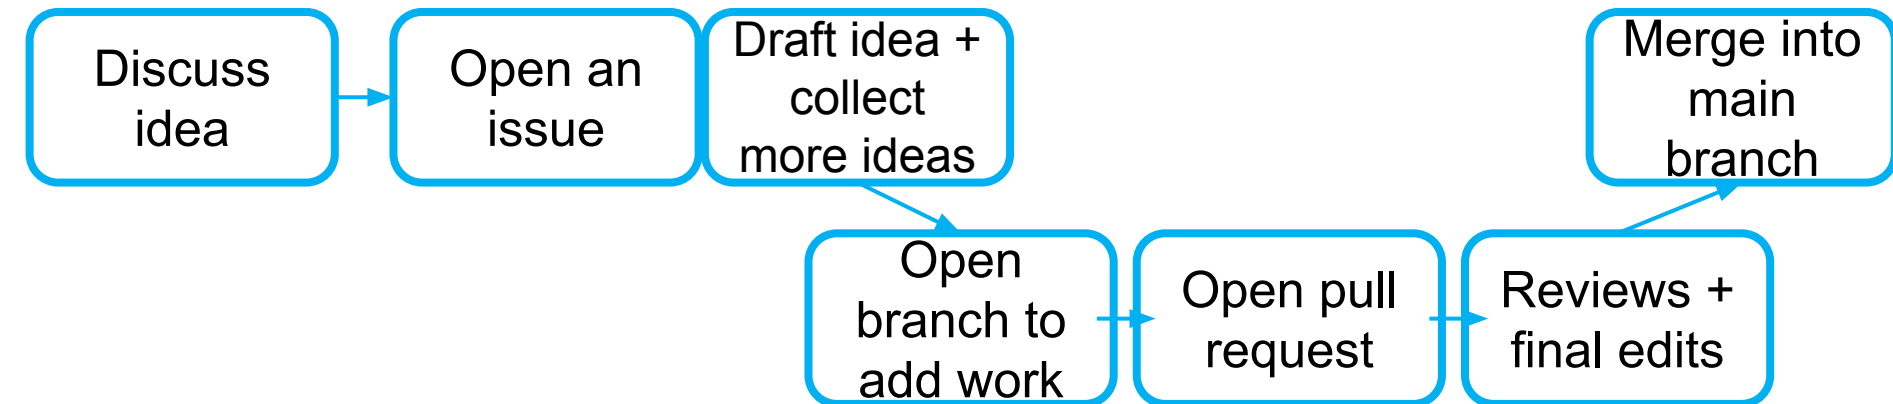 Discuss
idea
Open an
issue
Draft idea +
collect
more ideas
Open
branch to
add work
Open pull
request
Reviews +
final edits
Merge into
main
branch